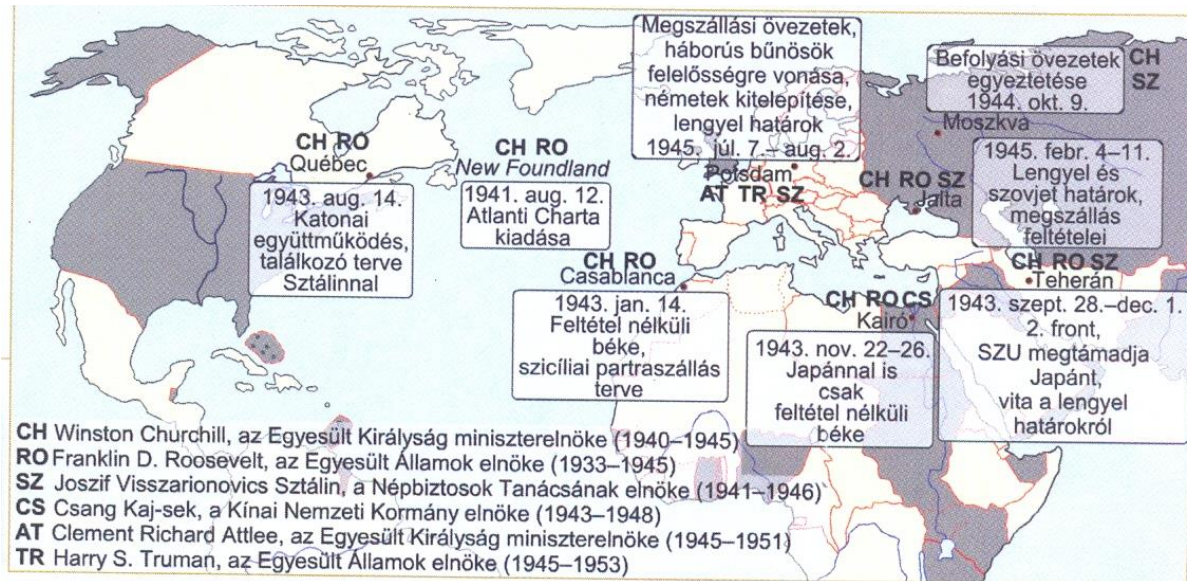 Megszállási övezetek,
háborús bűnösök
felelősségre vonása,
németek kitelepítése,
lengyel határok
1945. júl. 7.– aug. 2.
Potsdam
AT TR SZ
Befolyási övezetek
egyeztetése
1944. okt. 9.
CH
SZ
Moszkva
CH RO
Québec
1943. aug. 14.
Katonai
együttműködés,
találkozó terve
Sztálinnal
CH RO
New Foundland
1941. aug. 12.
Atlanti Charta
kiadása
CH RO SZ
Jalta
1945. febr. 4–11.
Lengyel és
szovjet határok,
megszállás
feltételei
CH RO
Casablanca
1943. jan. 14.
Feltétel nélküli
béke,
szicíliai partraszállás
terve
CH RO CS
Kairó
1943. nov. 22–26.
Japánnal is
csak
feltétel nélküli
béke
CH RO SZ
Teherán
1943. szept. 28.–dec. 1.
2. front,
SZU megtámadja
Japánt,
vita a lengyel
határokról
CH Winston Churchill, az Egyesült Királyság miniszterelnöke (1940–1945)
RO Franklin D. Roosevelt, az Egyesült Államok elnöke (1933–1945)
SZ Joszif Visszarionovics Sztálin, a Népbiztosok Tanácsának elnöke (1941–1946)
CS Csang Kaj-sek, a Kínai Nemzeti Kormány elnöke (1943–1948)
AT Clement Richard Attlee, az Egyesült Királyság miniszterelnöke (1945–1951)
TR Harry S. Truman, az Egyesült Államok elnöke (1945–1953)